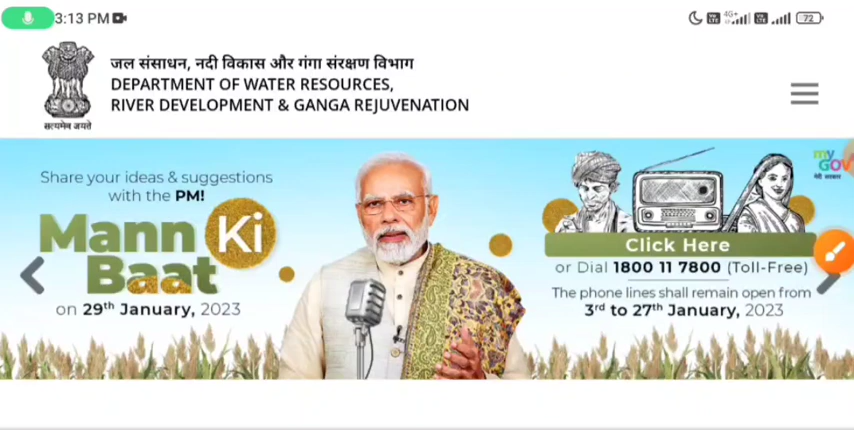 3:13 PM
4G+
72
जल संसाधन, नदी विकास और गंगा संरक्षण विभाग
DEPARTMENT OF WATER RESOURCES,
RIVER DEVELOPMENT & GANGA REJUVENATION
सत्यमेव जयते
Share your ideas & suggestions
with the PM!
Mann Ki
Baat
on 29th January, 2023
my
GOV
मेरी सरकार
Click Here
or Dial 1800 11 7800 (Toll-Free)
The phone lines shall remain open from
3rd to 27th January, 2023